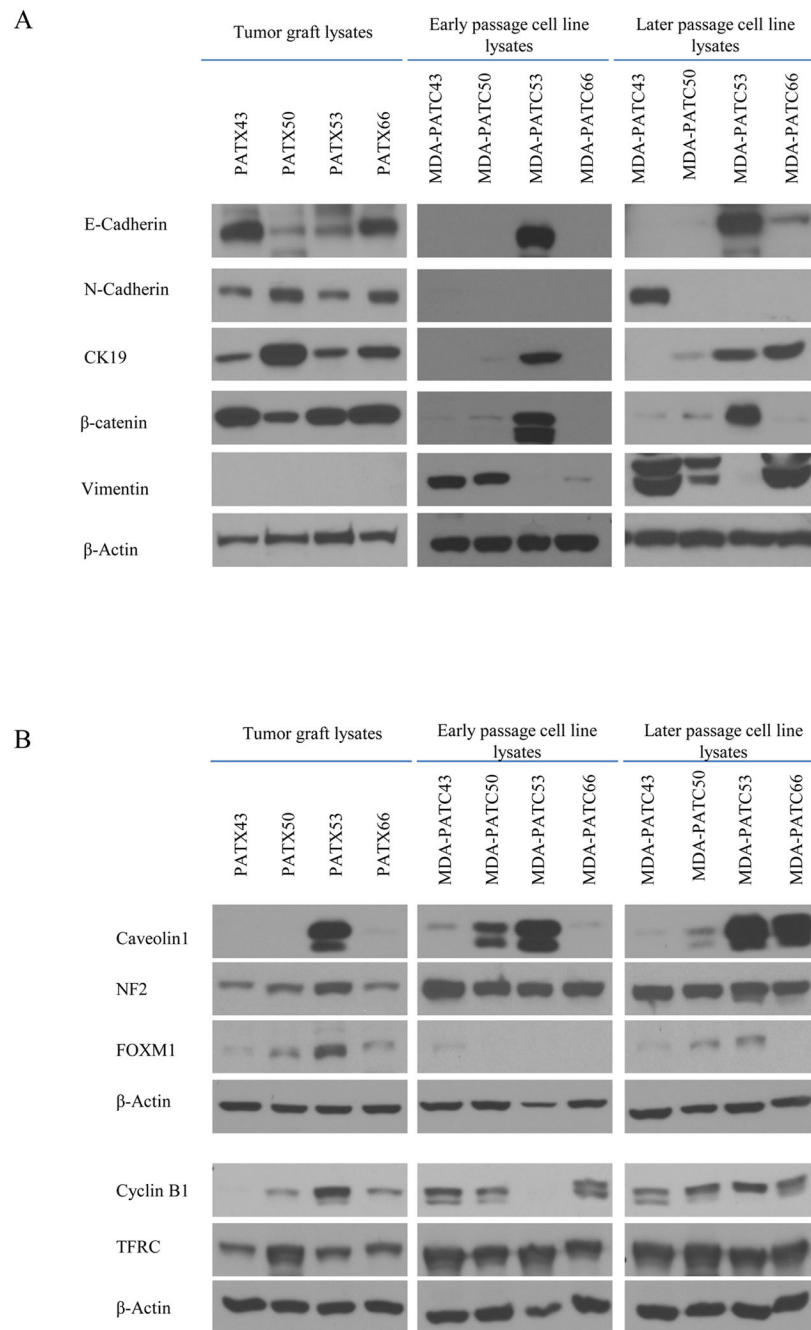 A
Tumor graft lysates
Early passage cell line
lysates
Later passage cell line
lysates
PATX43
PATX50
PATX53
PATX66
MDA-PATC43
MDA-PATC50
MDA-PATC53
MDA-PATC66
MDA-PATC43
MDA-PATC50
MDA-PATC53
MDA-PATC66
E-Cadherin
N-Cadherin
CK19
β-catenin
Vimentin
β-Actin
B
Tumor graft lysates
Early passage cell line
lysates
Later passage cell line
lysates
PATX43
PATX50
PATX53
PATX66
MDA-PATC43
MDA-PATC50
MDA-PATC53
MDA-PATC66
MDA-PATC43
MDA-PATC50
MDA-PATC53
MDA-PATC66
Caveolin1
NF2
FOXM1
β-Actin
Cyclin B1
TFRC
β-Actin